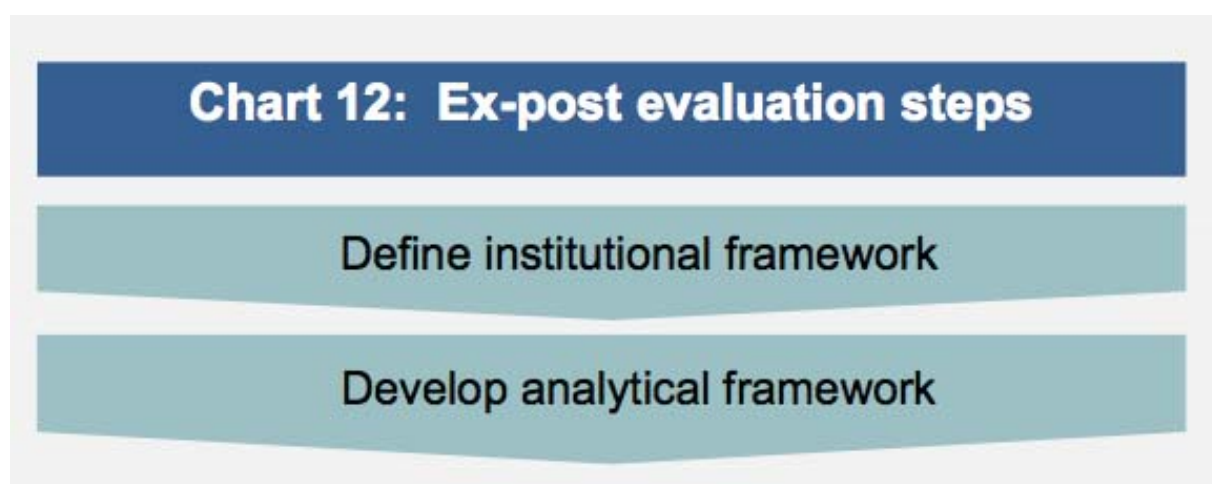 Chart 12: Ex-post evaluation steps
Define institutional framework
Develop analytical framework